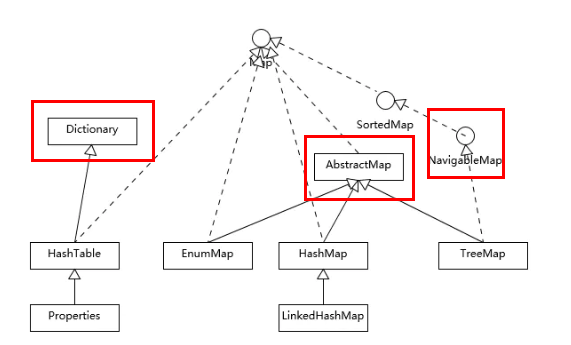 Map
SortedMap
Dictionary
NavigableMap
AbstractMap
HashTable
EnumMap
HashMap
TreeMap
Properties
LinkedHashMap